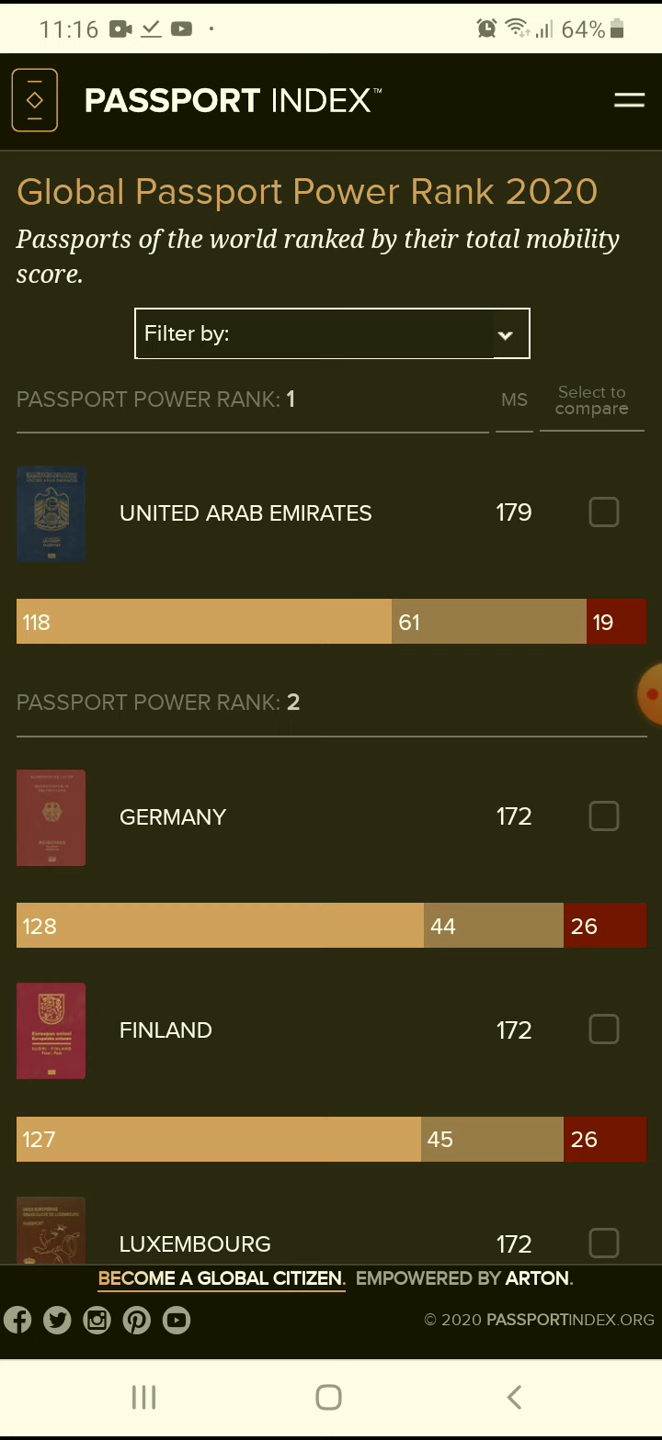 11:16
64%
PASSPORT INDEX™
Global Passport Power Rank 2020
Passports of the world ranked by their total mobility
score.
Filter by:
PASSPORT POWER RANK: 1 MS Select to
compare
UNITED ARAB EMIRATES 179
118 61 19
PASSPORT POWER RANK: 2
GERMANY 172
128 44 26
FINLAND 172
127 45 26
LUXEMBOURG 172
BECOME A GLOBAL CITIZEN. EMPOWERED BY ARTON.
© 2020 PASSPORTINDEX.ORG